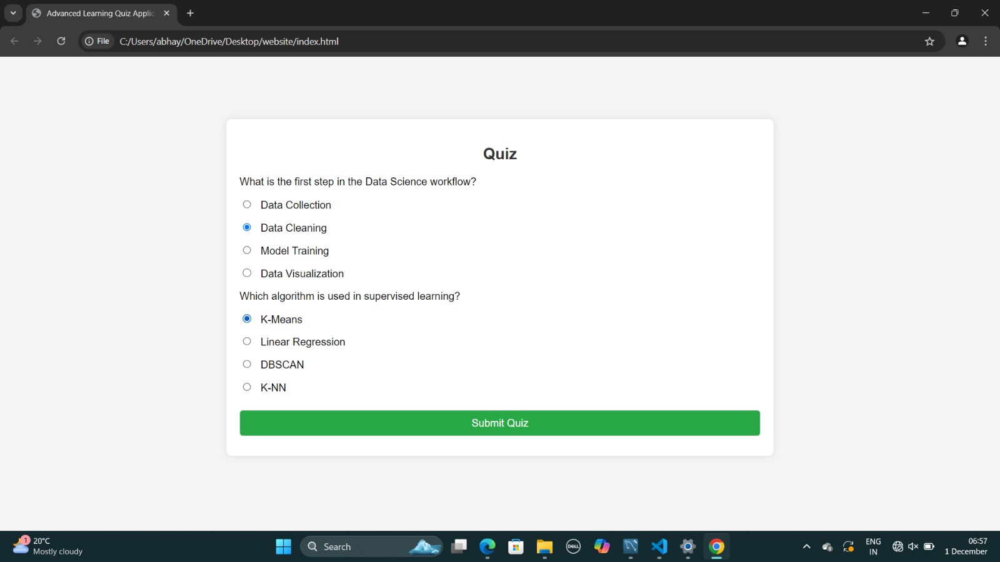 Advanced Learning Quiz Applic
File
C:/Users/abhay/OneDrive/Desktop/website/index.html
Quiz
What is the first step in the Data Science workflow?
Data Collection
Data Cleaning
Model Training
Data Visualization
Which algorithm is used in supervised learning?
K-Means
Linear Regression
DBSCAN
K-NN
Submit Quiz
1
20°C
Mostly cloudy
Search
DELL
ENG
IN
06:57
1 December